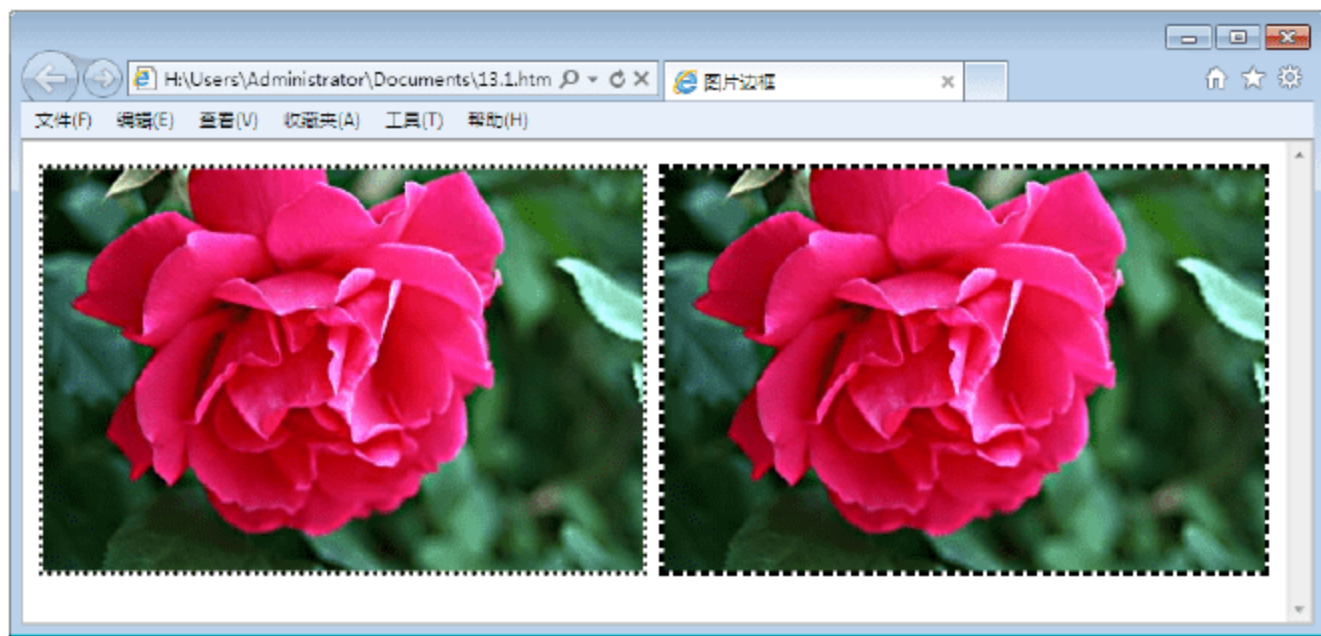 H:\Users\Administrator\Documents\13.1.htm
图片边框
文件(F) 编辑(E) 查看(V) 收藏夹(A) 工具(T) 帮助(H)